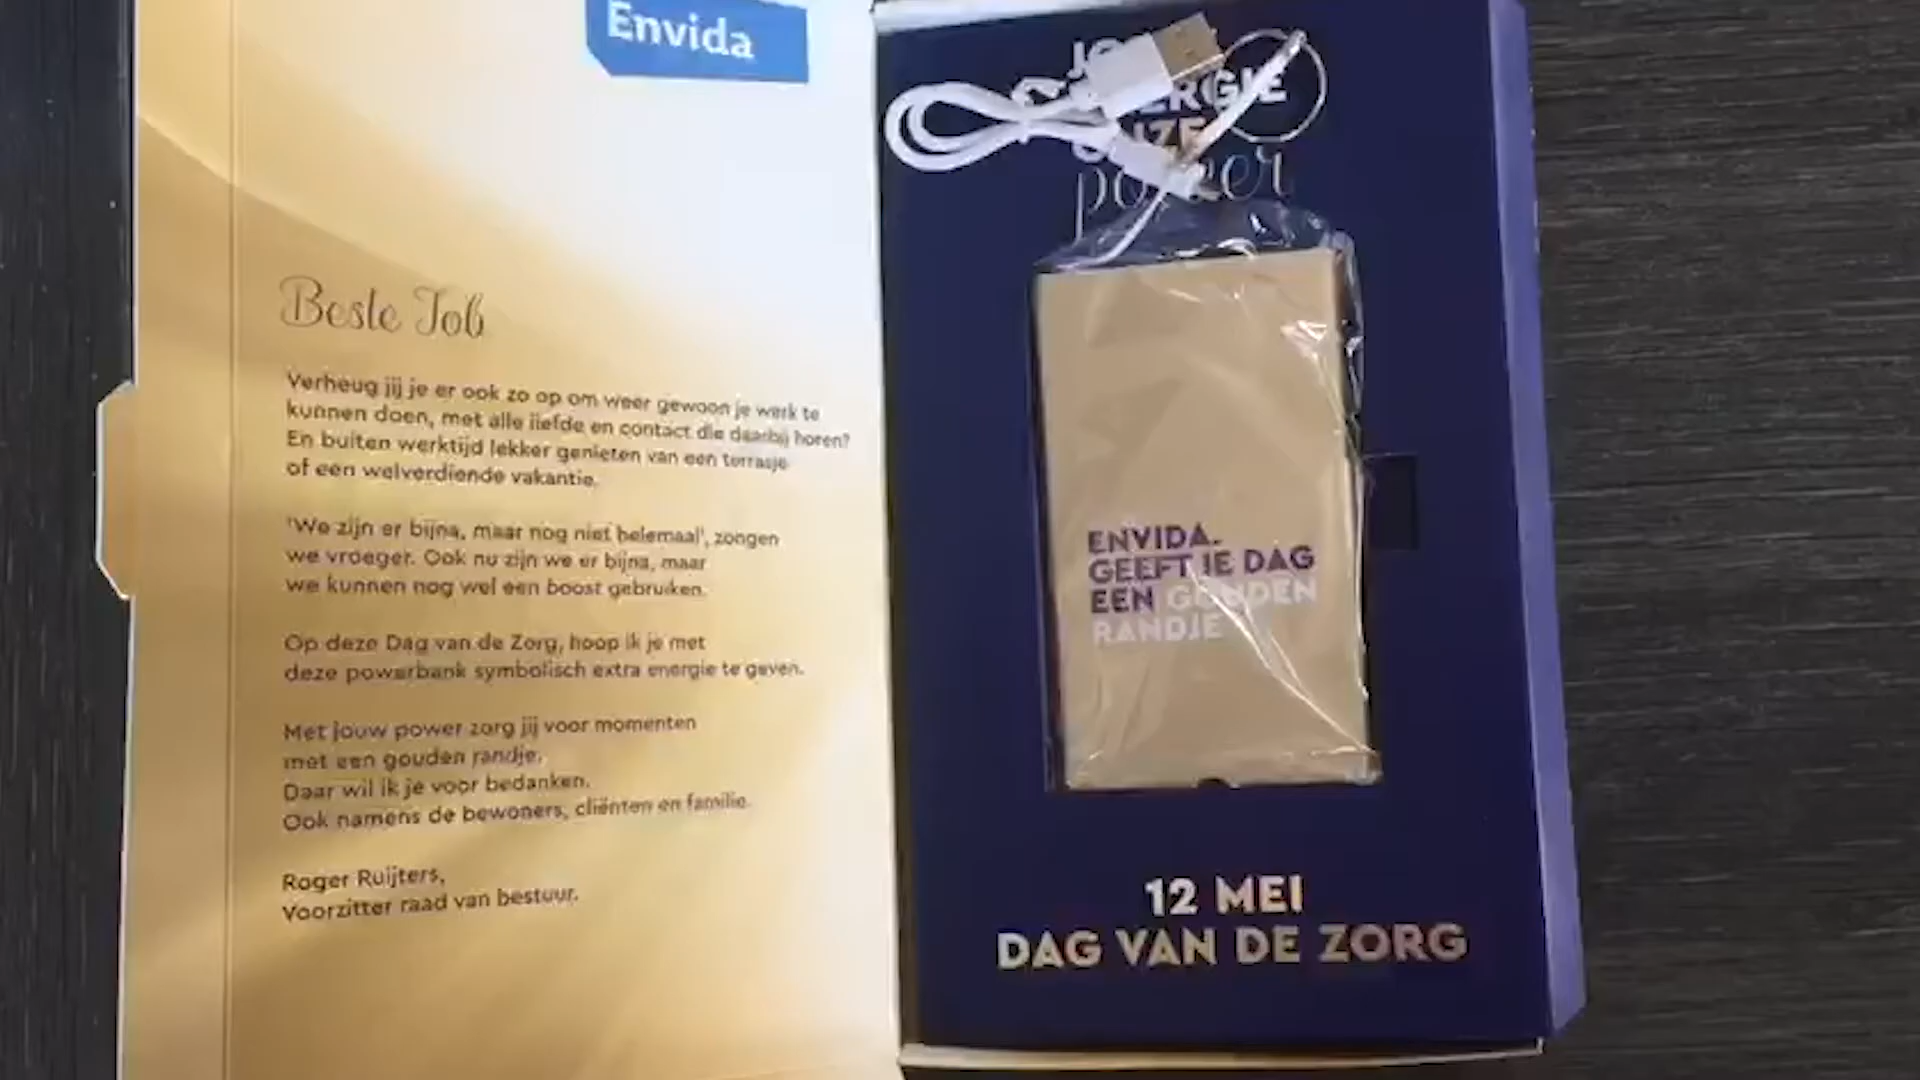 Envida
Beste Job
Verheug jij je er ook zo op om weer gewoon je werk te
kunnen doen, met alle liefde en contact die daarbij horen?
En buiten werktijd lekker genieten van een terrasje
of een welverdiende vakantie.
'We zijn er bijna, maar nog niet helemaal', zongen
we vroeger. Ook nu zijn we er bijna, maar
we kunnen nog wel een boost gebruiken.
Op deze Dag van de Zorg, hoop ik je met
deze powerbank symbolisch extra energie te geven.
Met jouw power zorg jij voor momenten
met een gouden randje.
Daar wil ik je voor bedanken.
Ook namens de bewoners, cliënten en familie.
Roger Ruijters,
Voorzitter raad van bestuur.
power
ENVIDA.
GEEFT JE DAG
EEN GOUDEN
RANDJE
12 MEI
DAG VAN DE ZORG